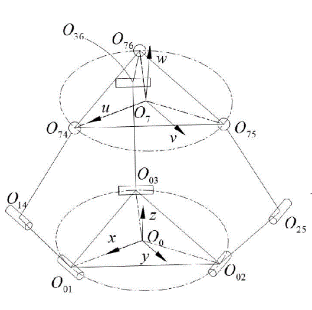 O₇₆
O₃₆
w
u
O₇
O₇₄
v
O₇₅
O₀₃
O₁₄
z
O₂₅
x
O₀
y
O₀₁
O₀₂